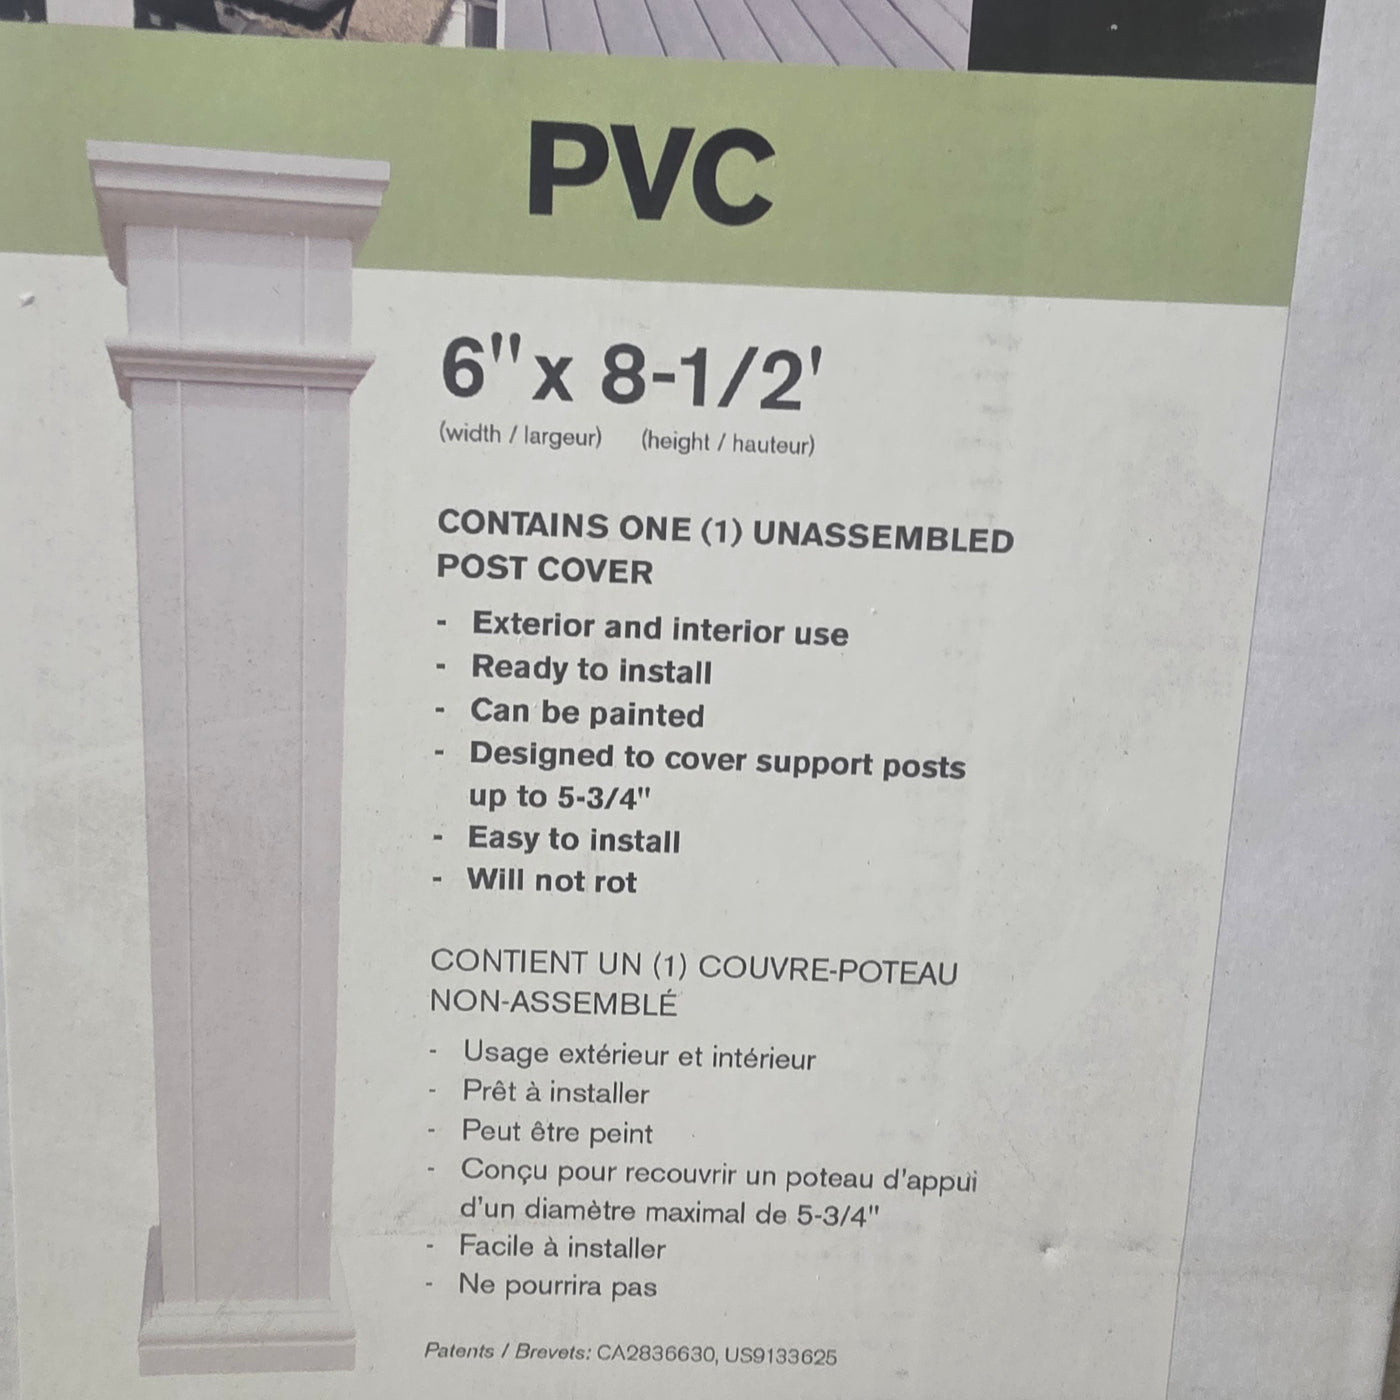 PVC
6" x 8-1/2'
(width / largeur) (height / hauteur)
CONTAINS ONE (1) UNASSEMBLED
POST COVER
- Exterior and interior use
- Ready to install
- Can be painted
- Designed to cover support posts
up to 5-3/4"
- Easy to install
- Will not rot
CONTIENT UN (1) COUVRE-POTEAU
NON-ASSEMBLÉ
- Usage extérieur et intérieur
- Prêt à installer
- Peut être peint
- Conçu pour recouvrir un poteau d'appui
d'un diamètre maximal de 5-3/4"
- Facile à installer
- Ne pourrira pas
Patents / Brevets: CA2836630, US9133625